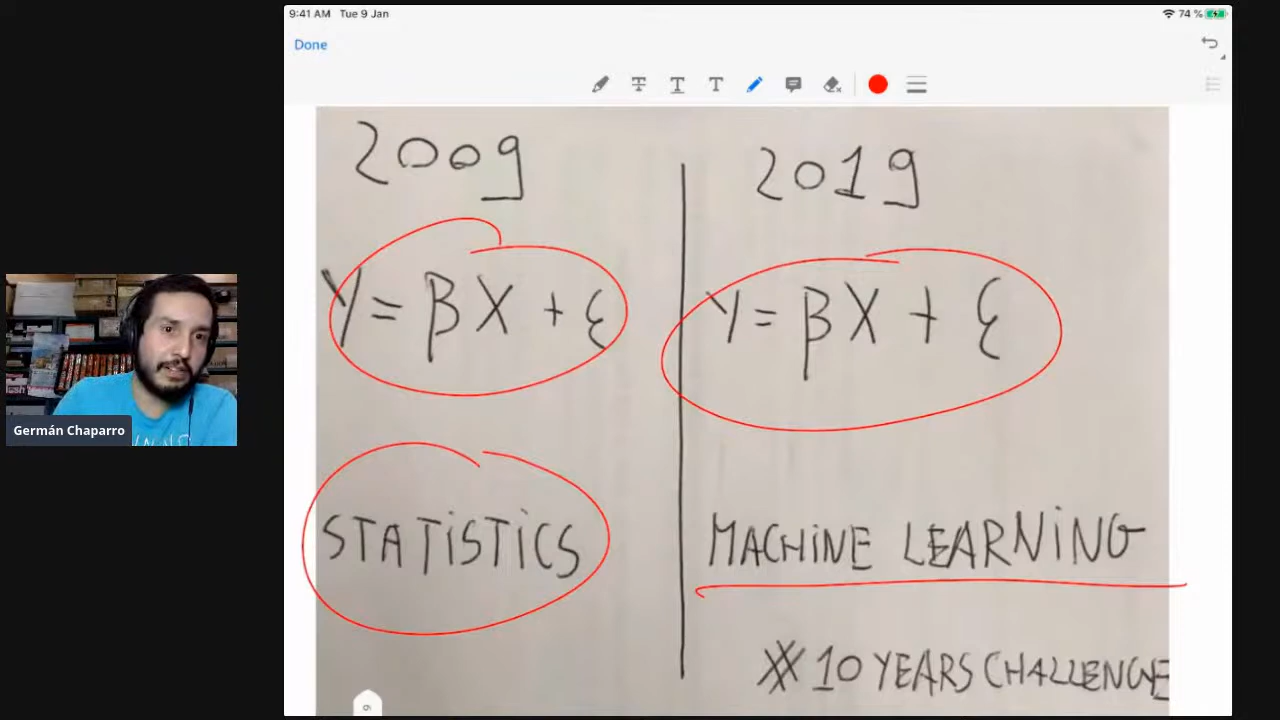 9:41 AM Tue 9 Jan
74 %
Done
T T T
2009
Y = βX + ε
STATISTICS
2019
Y = βX + ε
MACHINE LEARNING
#10 YEARS CHALLENGE
Germán Chaparro